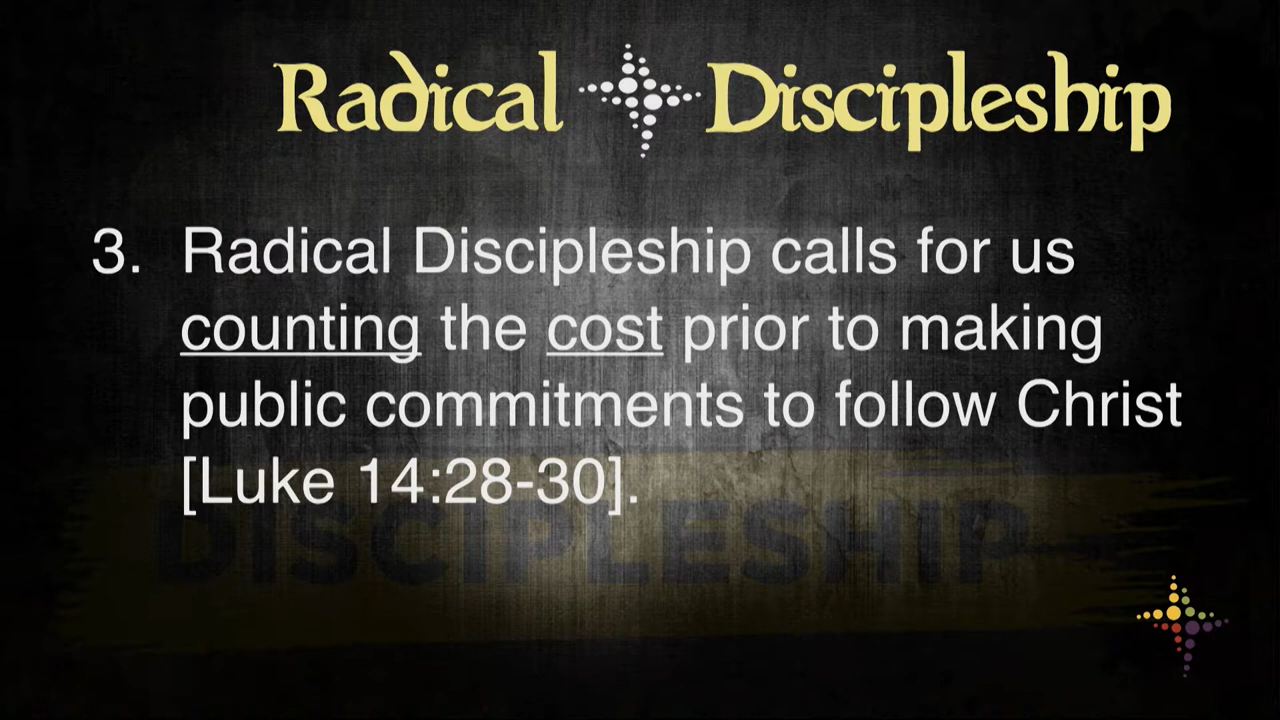 Radical Discipleship
3. Radical Discipleship calls for us
counting the cost prior to making
public commitments to follow Christ
[Luke 14:28-30].
DISCIPLESHIP